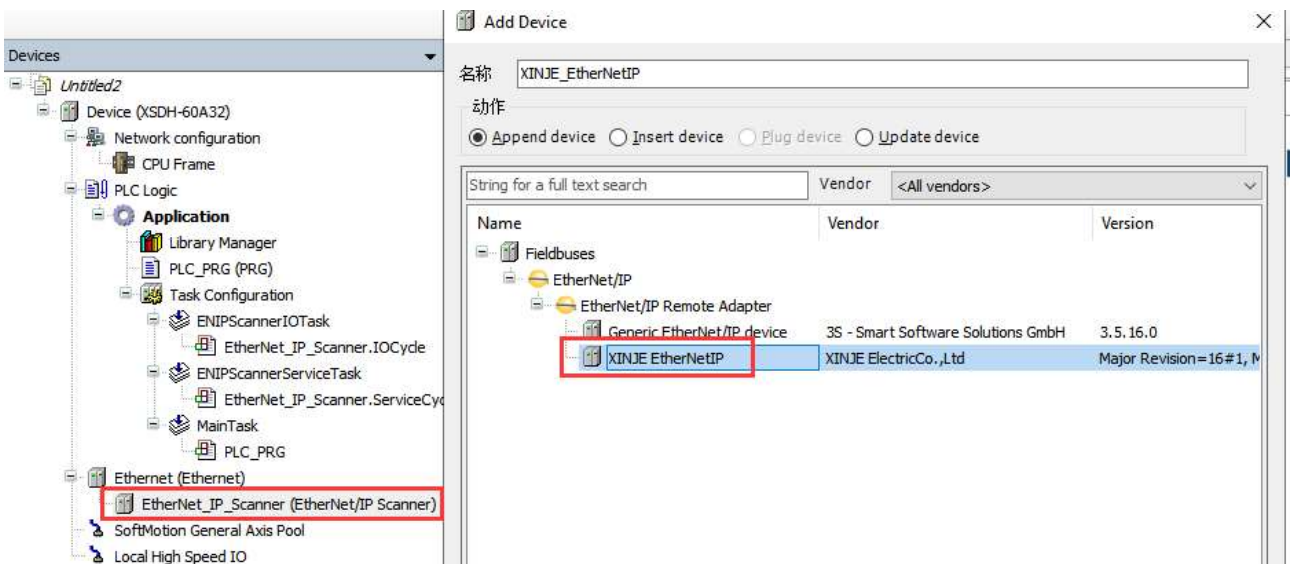 Devices
Untitled2
Device (XSDH-60A32)
Network configuration
CPU Frame
PLC Logic
Application
Library Manager
PLC_PRG (PRG)
Task Configuration
ENIPScannerIOTask
EtherNet_IP_Scanner.IOCycle
ENIPScannerServiceTask
EtherNet_IP_Scanner.ServiceCyc
MainTask
PLC_PRG
Ethernet (Ethernet)
EtherNet_IP_Scanner (EtherNet/IP Scanner)
SoftMotion General Axis Pool
Local High Speed IO
Add Device
名称 XINJE_EtherNetIP
动作
Append device Insert device Plug device Update device
String for a full text search Vendor <All vendors>
Name Vendor Version
Fieldbuses
EtherNet/IP
EtherNet/IP Remote Adapter
Generic EtherNet/IP device 3S - Smart Software Solutions GmbH 3.5.16.0
XINJE EtherNetIP XINJE ElectricCo.,Ltd Major Revision=16#1, M